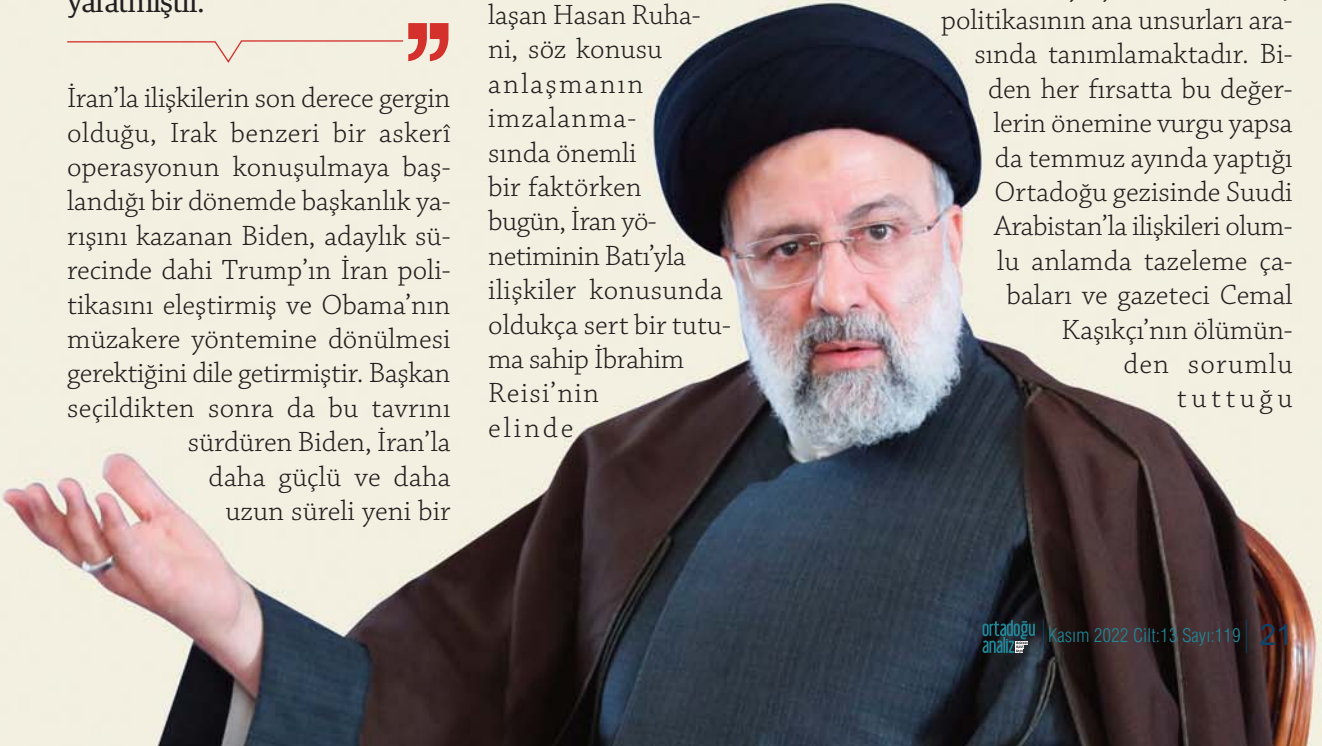 yaratmıştır.
”
İran’la ilişkilerin son derece gergin
olduğu, Irak benzeri bir askerî
operasyonun konuşulmaya baş-
landığı bir dönemde başkanlık ya-
rışını kazanan Biden, adaylık sü-
recinde dahi Trump’ın İran poli-
tikasını eleştirmiş ve Obama’nın
müzakere yöntemine dönülmesi
gerektiğini dile getirmiştir. Başkan
seçildikten sonra da bu tavrını
sürdüren Biden, İran’la
daha güçlü ve daha
uzun süreli yeni bir
laşan Hasan Ruha-
ni, söz konusu
anlaşmanın
imzalanma-
sında önemli
bir faktörken
bugün, İran yö-
netiminin Batı’yla
ilişkiler konusunda
oldukça sert bir tutu-
ma sahip İbrahim
Reisi’nin
elinde
politikasının ana unsurları ara-
sında tanımlamaktadır. Bi-
den her fırsatta bu değer-
lerin önemine vurgu yapsa
da temmuz ayında yaptığı
Ortadoğu gezisinde Suudi
Arabistan’la ilişkileri olum-
lu anlamda tazeleme ça-
baları ve gazeteci Cemal
Kaşıkçı’nın ölümün-
den sorumlu
tuttuğu
ortadoğu
analiz
Kasım 2022 Cilt:13 Sayı:119 21